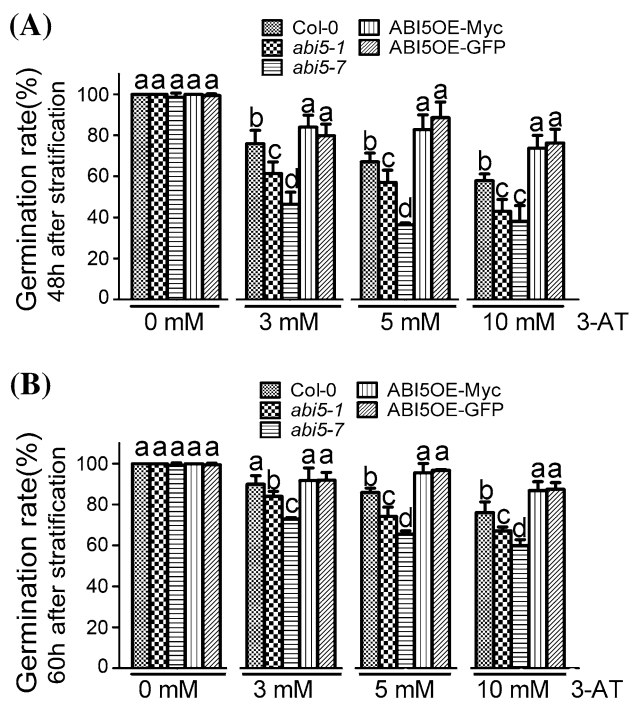 (A)
Col-0 ABI5OE-Myc
abi5-1 ABI5OE-GFP
abi5-7
Germination rate(%)
48h after stratification
100
80
60
40
20
0
a a a a a
b c d a a
b c d a a
b c c a a
0 mM 3 mM 5 mM 10 mM 3-AT
(B)
Col-0 ABI5OE-Myc
abi5-1 ABI5OE-GFP
abi5-7
Germination rate(%)
60h after stratification
100
80
60
40
20
0
a a a a a
a b c a a
b c d a a
b c d a a
0 mM 3 mM 5 mM 10 mM 3-AT